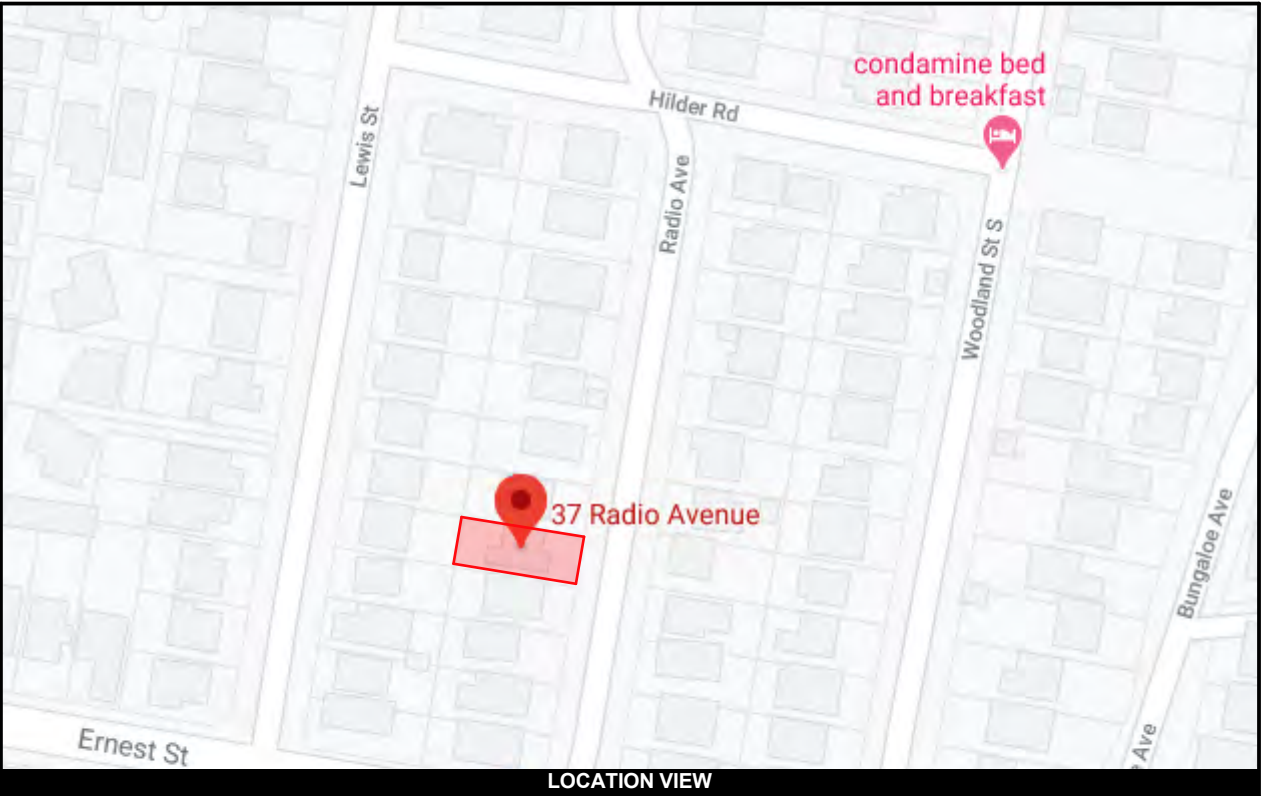 condamine bed
and breakfast
Hilder Rd
Lewis St
Radio Ave
Woodland St S
37 Radio Avenue
Bungaloe Ave
Ernest St
e Ave
LOCATION VIEW